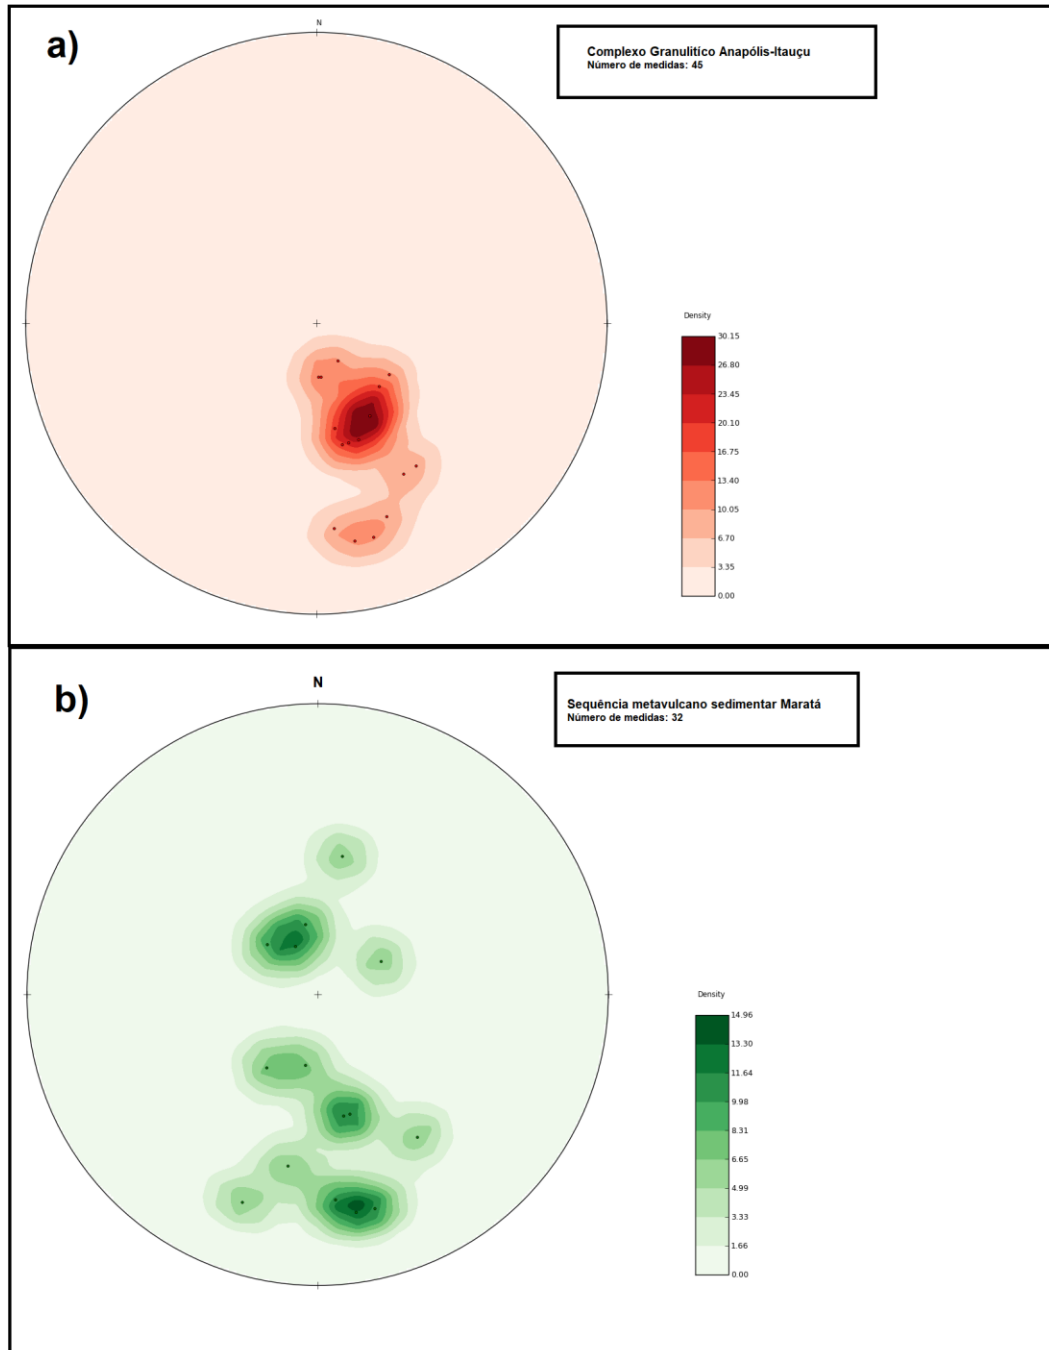 a)
N
Complexo Granulitíco Anapólis-Itauçu
Número de medidas: 45
Density
30.15
26.80
23.45
20.10
16.75
13.40
10.05
6.70
3.35
0.00
b)
N
Sequência metavulcano sedimentar Maratá
Número de medidas: 32
Density
14.96
13.30
11.64
9.98
8.31
6.65
4.99
3.33
1.66
0.00